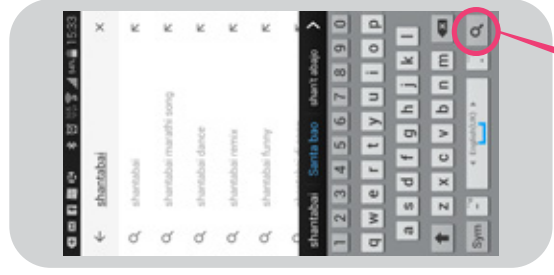 15:33
shantabai
shantabai
shantabai marathi song
shantabai dance
shantabai remix
shantabai funny
shantabai Santa bao shan't abajo
1 2 3 4 5 6 7 8 9 0
q w e r t y u i o p
a s d f g h j k l
z x c v b n m
Sym English(UK)